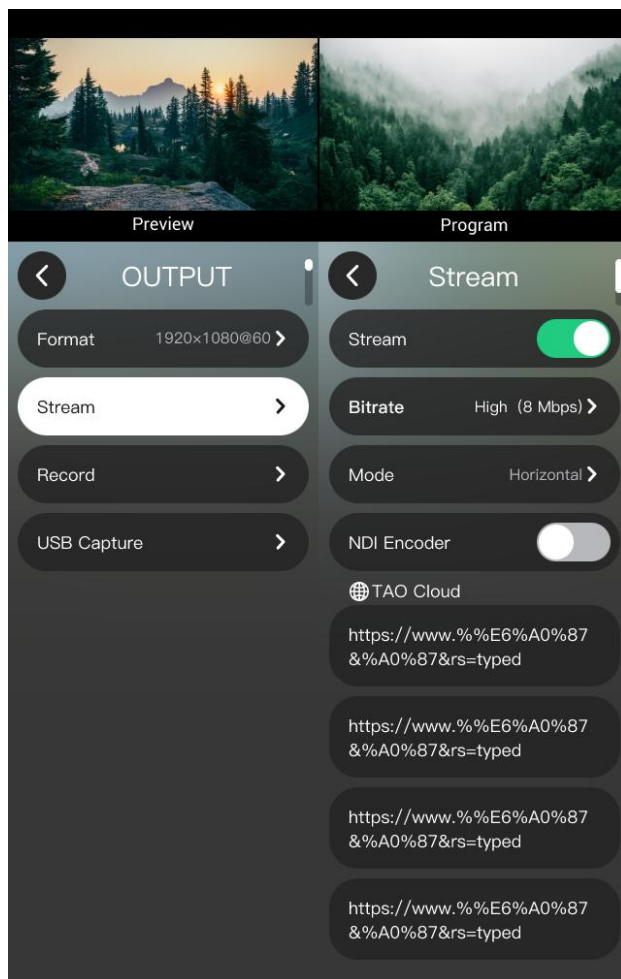 Preview
Program
OUTPUT
Format 1920×1080@60
Stream
Record
USB Capture
Stream
Stream
Bitrate High (8 Mbps)
Mode Horizontal
NDI Encoder
TAO Cloud
https://www.%%E6%A0%87
&%A0%87&rs=typed
https://www.%%E6%A0%87
&%A0%87&rs=typed
https://www.%%E6%A0%87
&%A0%87&rs=typed
https://www.%%E6%A0%87
&%A0%87&rs=typed